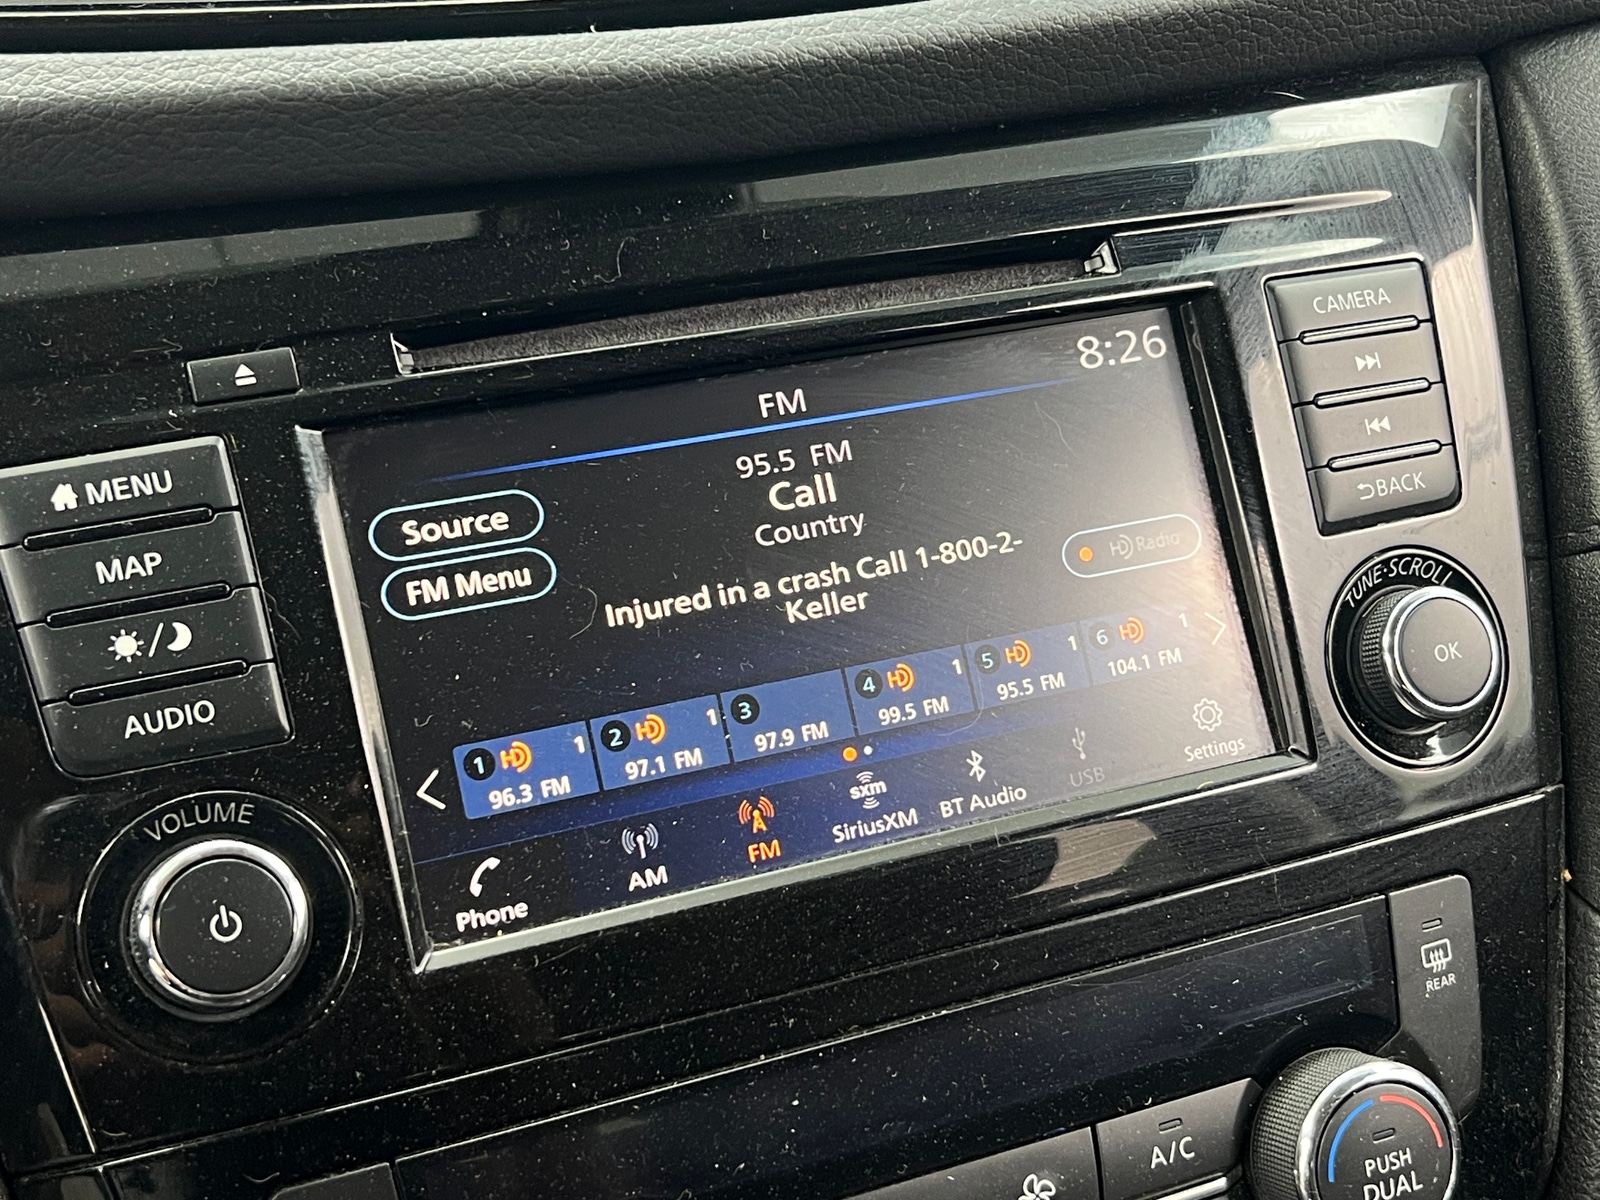 CAMERA
8:26
FM
95.5 FM
Call
Country
Injured in a crash Call 1-800-2-
Keller
Source
FM Menu
HD Radio
MENU
MAP
AUDIO
BACK
TUNE·SCROLL
OK
VOLUME
1 HD 1
96.3 FM
2 HD 1
97.1 FM
3
97.9 FM
4 HD 1
99.5 FM
5 HD 1
95.5 FM
6 HD 1
104.1 FM
Phone
AM
FM
sxm
SiriusXM
BT Audio
USB
Settings
REAR
A/C
PUSH
DUAL